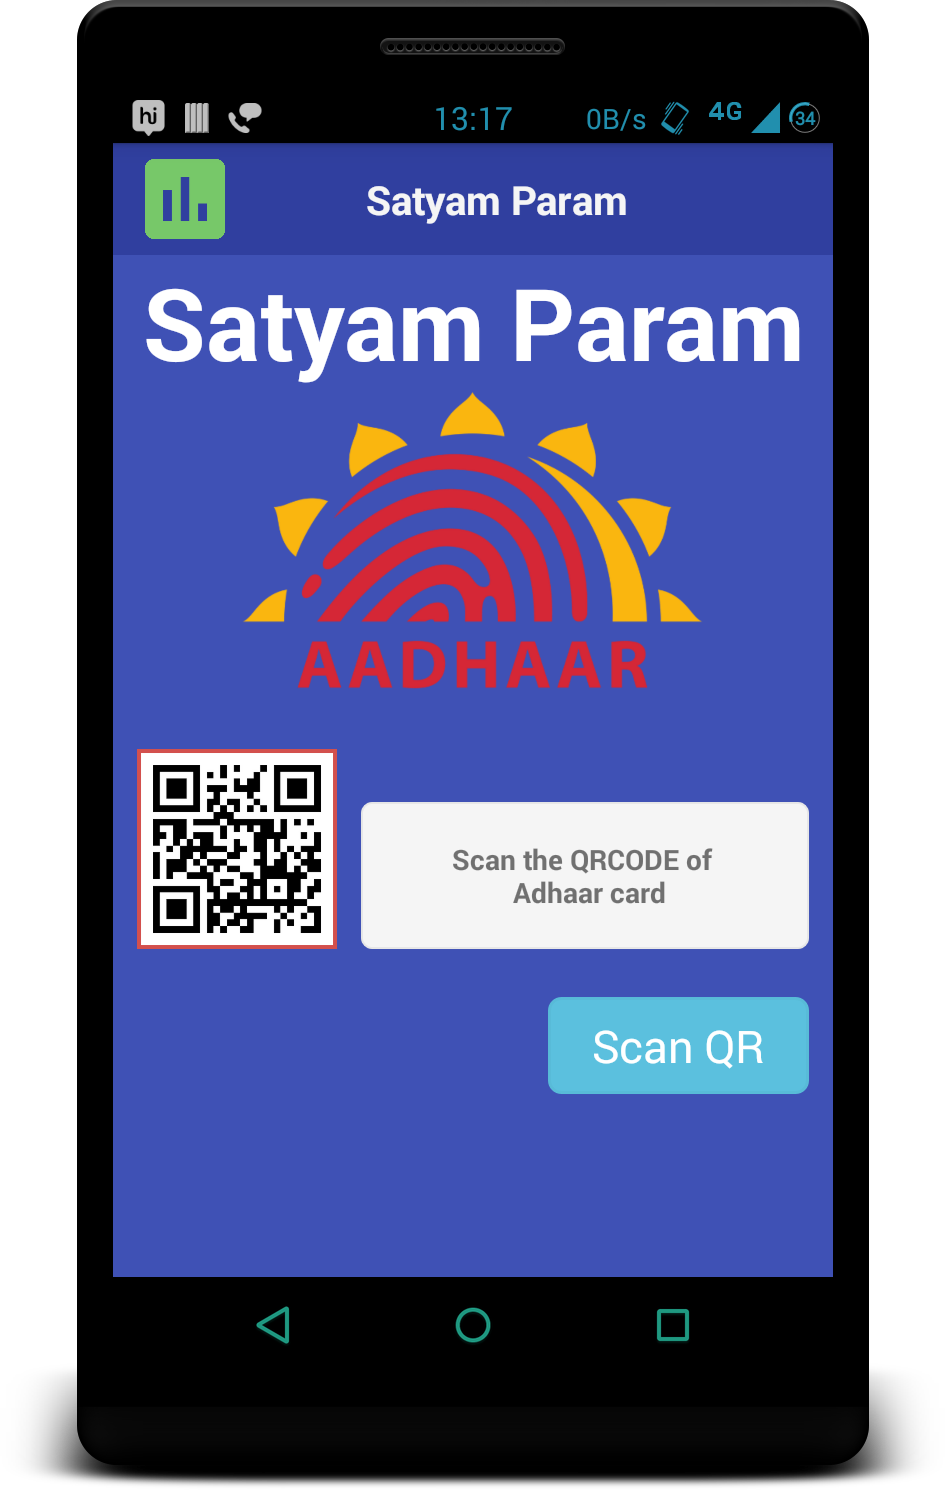 hi
13:17
0B/s
4G
34
Satyam Param
Satyam Param
AADHAAR
Scan the QRCODE of
Adhaar card
Scan QR